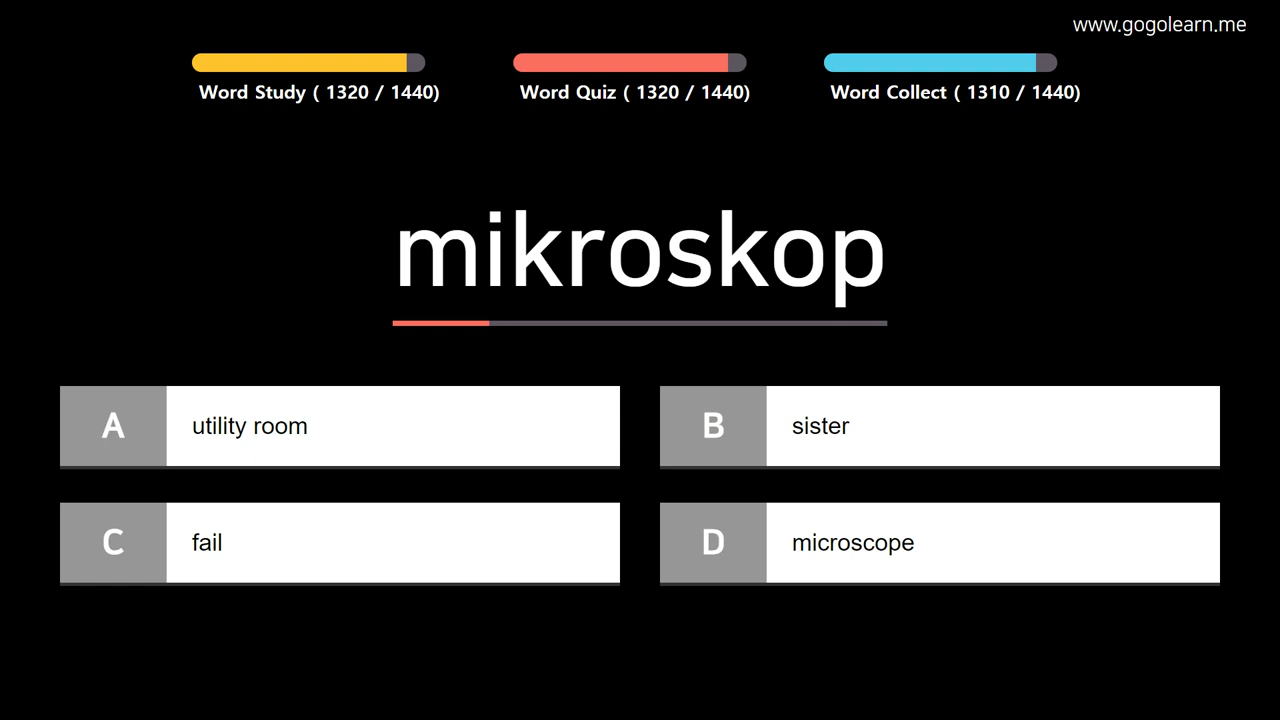 www.gogolearn.me
Word Study ( 1320 / 1440)
Word Quiz ( 1320 / 1440)
Word Collect ( 1310 / 1440)
mikroskop
A utility room
B sister
C fail
D microscope